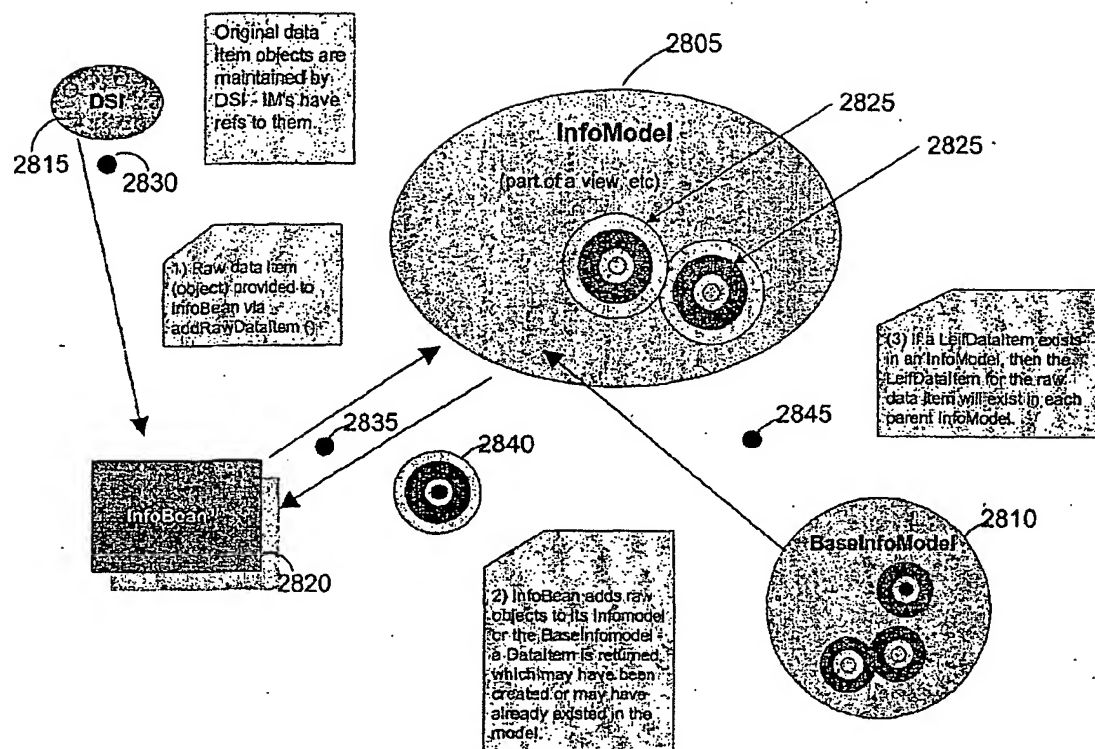 Original data
item objects are
maintained by
DSI - IM's have
refs to them.
2805
DSI
2825
InfoModel
2815
2830
2825
(part of a view, etc)
1) Raw data item
(object) provided to
InfoBean via
addRawDataItem ()
(3) If a LeifDataItem exists
in an InfoModel, then the
LeifDataItem for the raw
data item will exist in each
parent InfoModel.
2835
2845
2840
InfoBean
2810
BaseInfoModel
2820
2) InfoBean adds raw
objects to its Infomodel
or the BaseInfomodel -
a DataItem is returned
which may have been
created or may have
already existed in the
model.